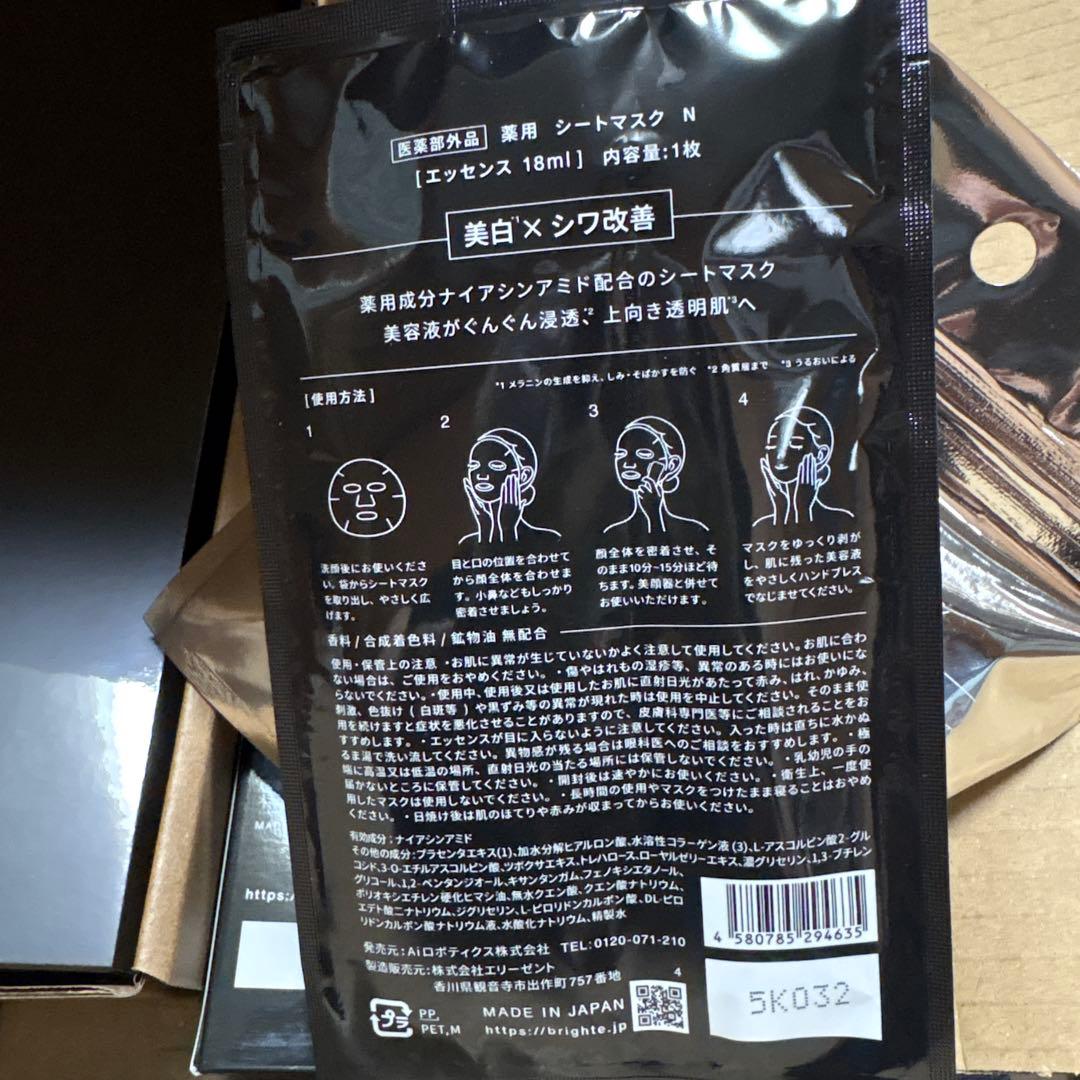 医薬部外品 薬用 シートマスク N
[エッセンス 18ml] 内容量:1枚
美白*1 × シワ改善
薬用成分ナイアシンアミド配合のシートマスク
美容液がぐんぐん浸透*2、上向き透明肌*3へ
*1 メラニンの生成を抑え、しみ・そばかすを防ぐ *2 角質層まで *3 うるおいによる
[使用方法]
1
洗顔後にお使いくださ
い。袋からシートマスク
を取り出し、やさしく広
げます。
2
目と口の位置を合わせて
から顔全体を合わせま
す。小鼻などもしっかり
密着させましょう。
3
顔全体を密着させ、そ
のまま10分~15分ほど待
ちます。美顔器と併せて
お使いいただけます。
4
マスクをゆっくり剥が
し、肌に残った美容液
をやさしくハンドプレス
でなじませてください。
香料/合成着色料/鉱物油 無配合
使用・保管上の注意 ・お肌に異常が生じていないかよく注意して使用してください。お肌に合わ
ない場合は、ご使用をおやめください。・傷やはれもの湿疹等、異常のある時にはお使いにな
らないでください。・使用中、使用後又は使用したお肌に直射日光があたって赤み、はれ、かゆみ、
刺激、色抜け(白斑等)や黒ずみ等の異常が現れた時は使用を中止してください。そのまま使
用を続けますと症状を悪化させることがありますので、皮膚科専門医等にご相談されることをお
すすめします。・エッセンスが目に入らないように注意してください。入った時は直ちに水かぬ
るま湯で洗い流してください。異物感が残る場合は眼科医へのご相談をおすすめします。・極
端に高温又は低温の場所、直射日光の当たる場所には保管しないでください。・乳幼児の手の
届かないところに保管してください。・開封後は速やかにお使いください。・衛生上、一度使
用したマスクは使用しないでください。・長時間の使用やマスクをつけたまま寝ることはおやめ
ください。・日焼け後は肌のほてりや赤みが収まってからお使いください。
有効成分:ナイアシンアミド
その他の成分:プラセンタエキス(1)、加水分解ヒアルロン酸、水溶性コラーゲン液(3)、L-アスコルビン酸2-グル
コシド、3-O-エチルアスコルビン酸、ツボクサエキス、トレハロース、ローヤルゼリーエキス、濃グリセリン、1,3-ブチレン
グリコール、1,2-ペンタンジオール、キサンタンガム、フェノキシエタノール、
ポリオキシエチレン硬化ヒマシ油、無水クエン酸、クエン酸ナトリウム、
エデト酸二ナトリウム、ジグリセリン、L-ピロリドンカルボン酸、DL-ピロ
リドンカルボン酸ナトリウム液、水酸化ナトリウム、精製水
発売元:Aiロボティクス株式会社 TEL:0120-071-210
製造販売元:株式会社エリーゼント
香川県観音寺市出作町757番地
4
プラ
PP,
PET,M
MADE IN JAPAN
https://brighte.jp
4 580785 294635
5K032
MA
https:/